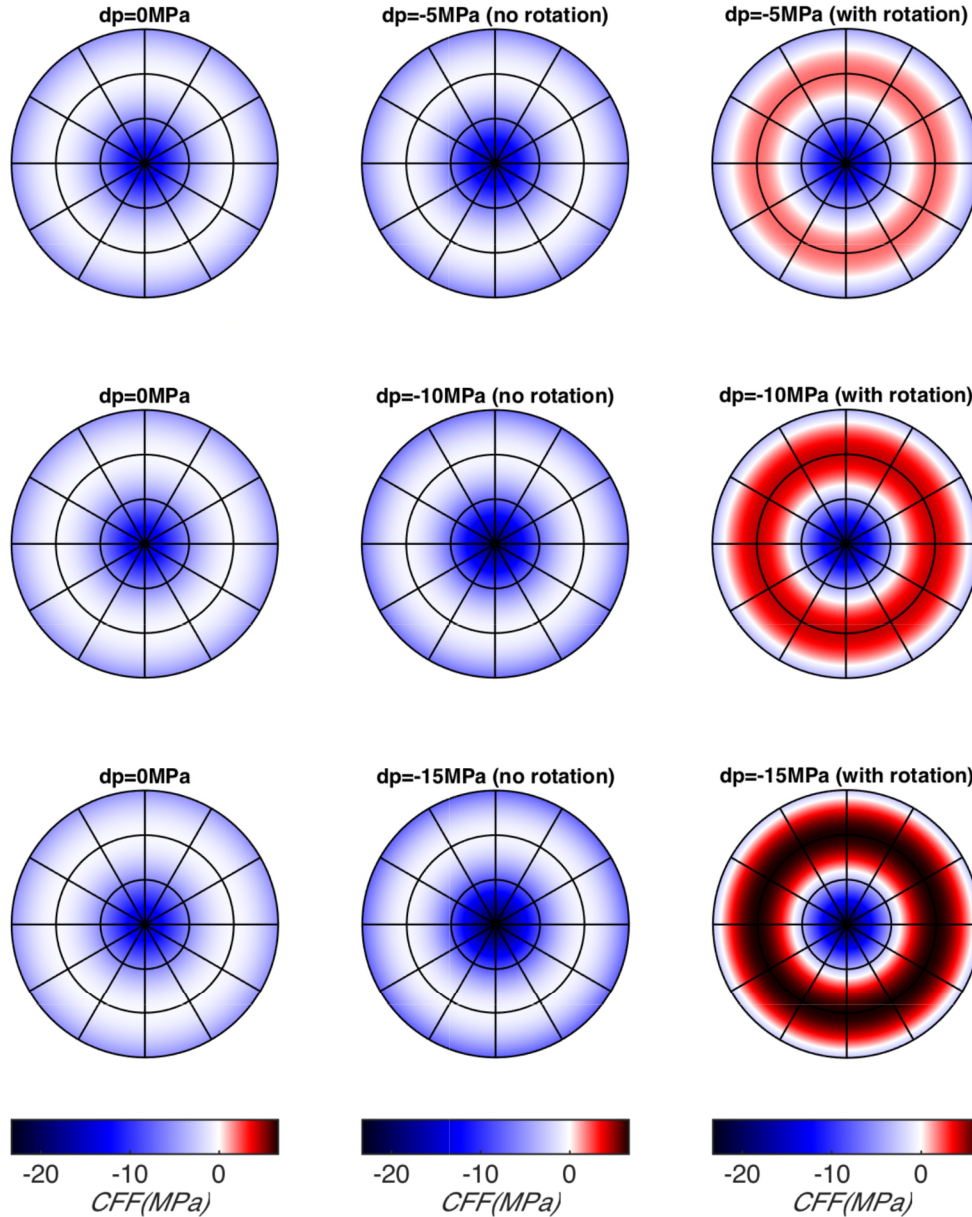 dp=0MPa
dp=-5MPa (no rotation)
dp=-5MPa (with rotation)
dp=0MPa
dp=-10MPa (no rotation)
dp=-10MPa (with rotation)
dp=0MPa
dp=-15MPa (no rotation)
dp=-15MPa (with rotation)
-20 -10 0
-20 -10 0
-20 -10 0
CFF(MPa)
CFF(MPa)
CFF(MPa)